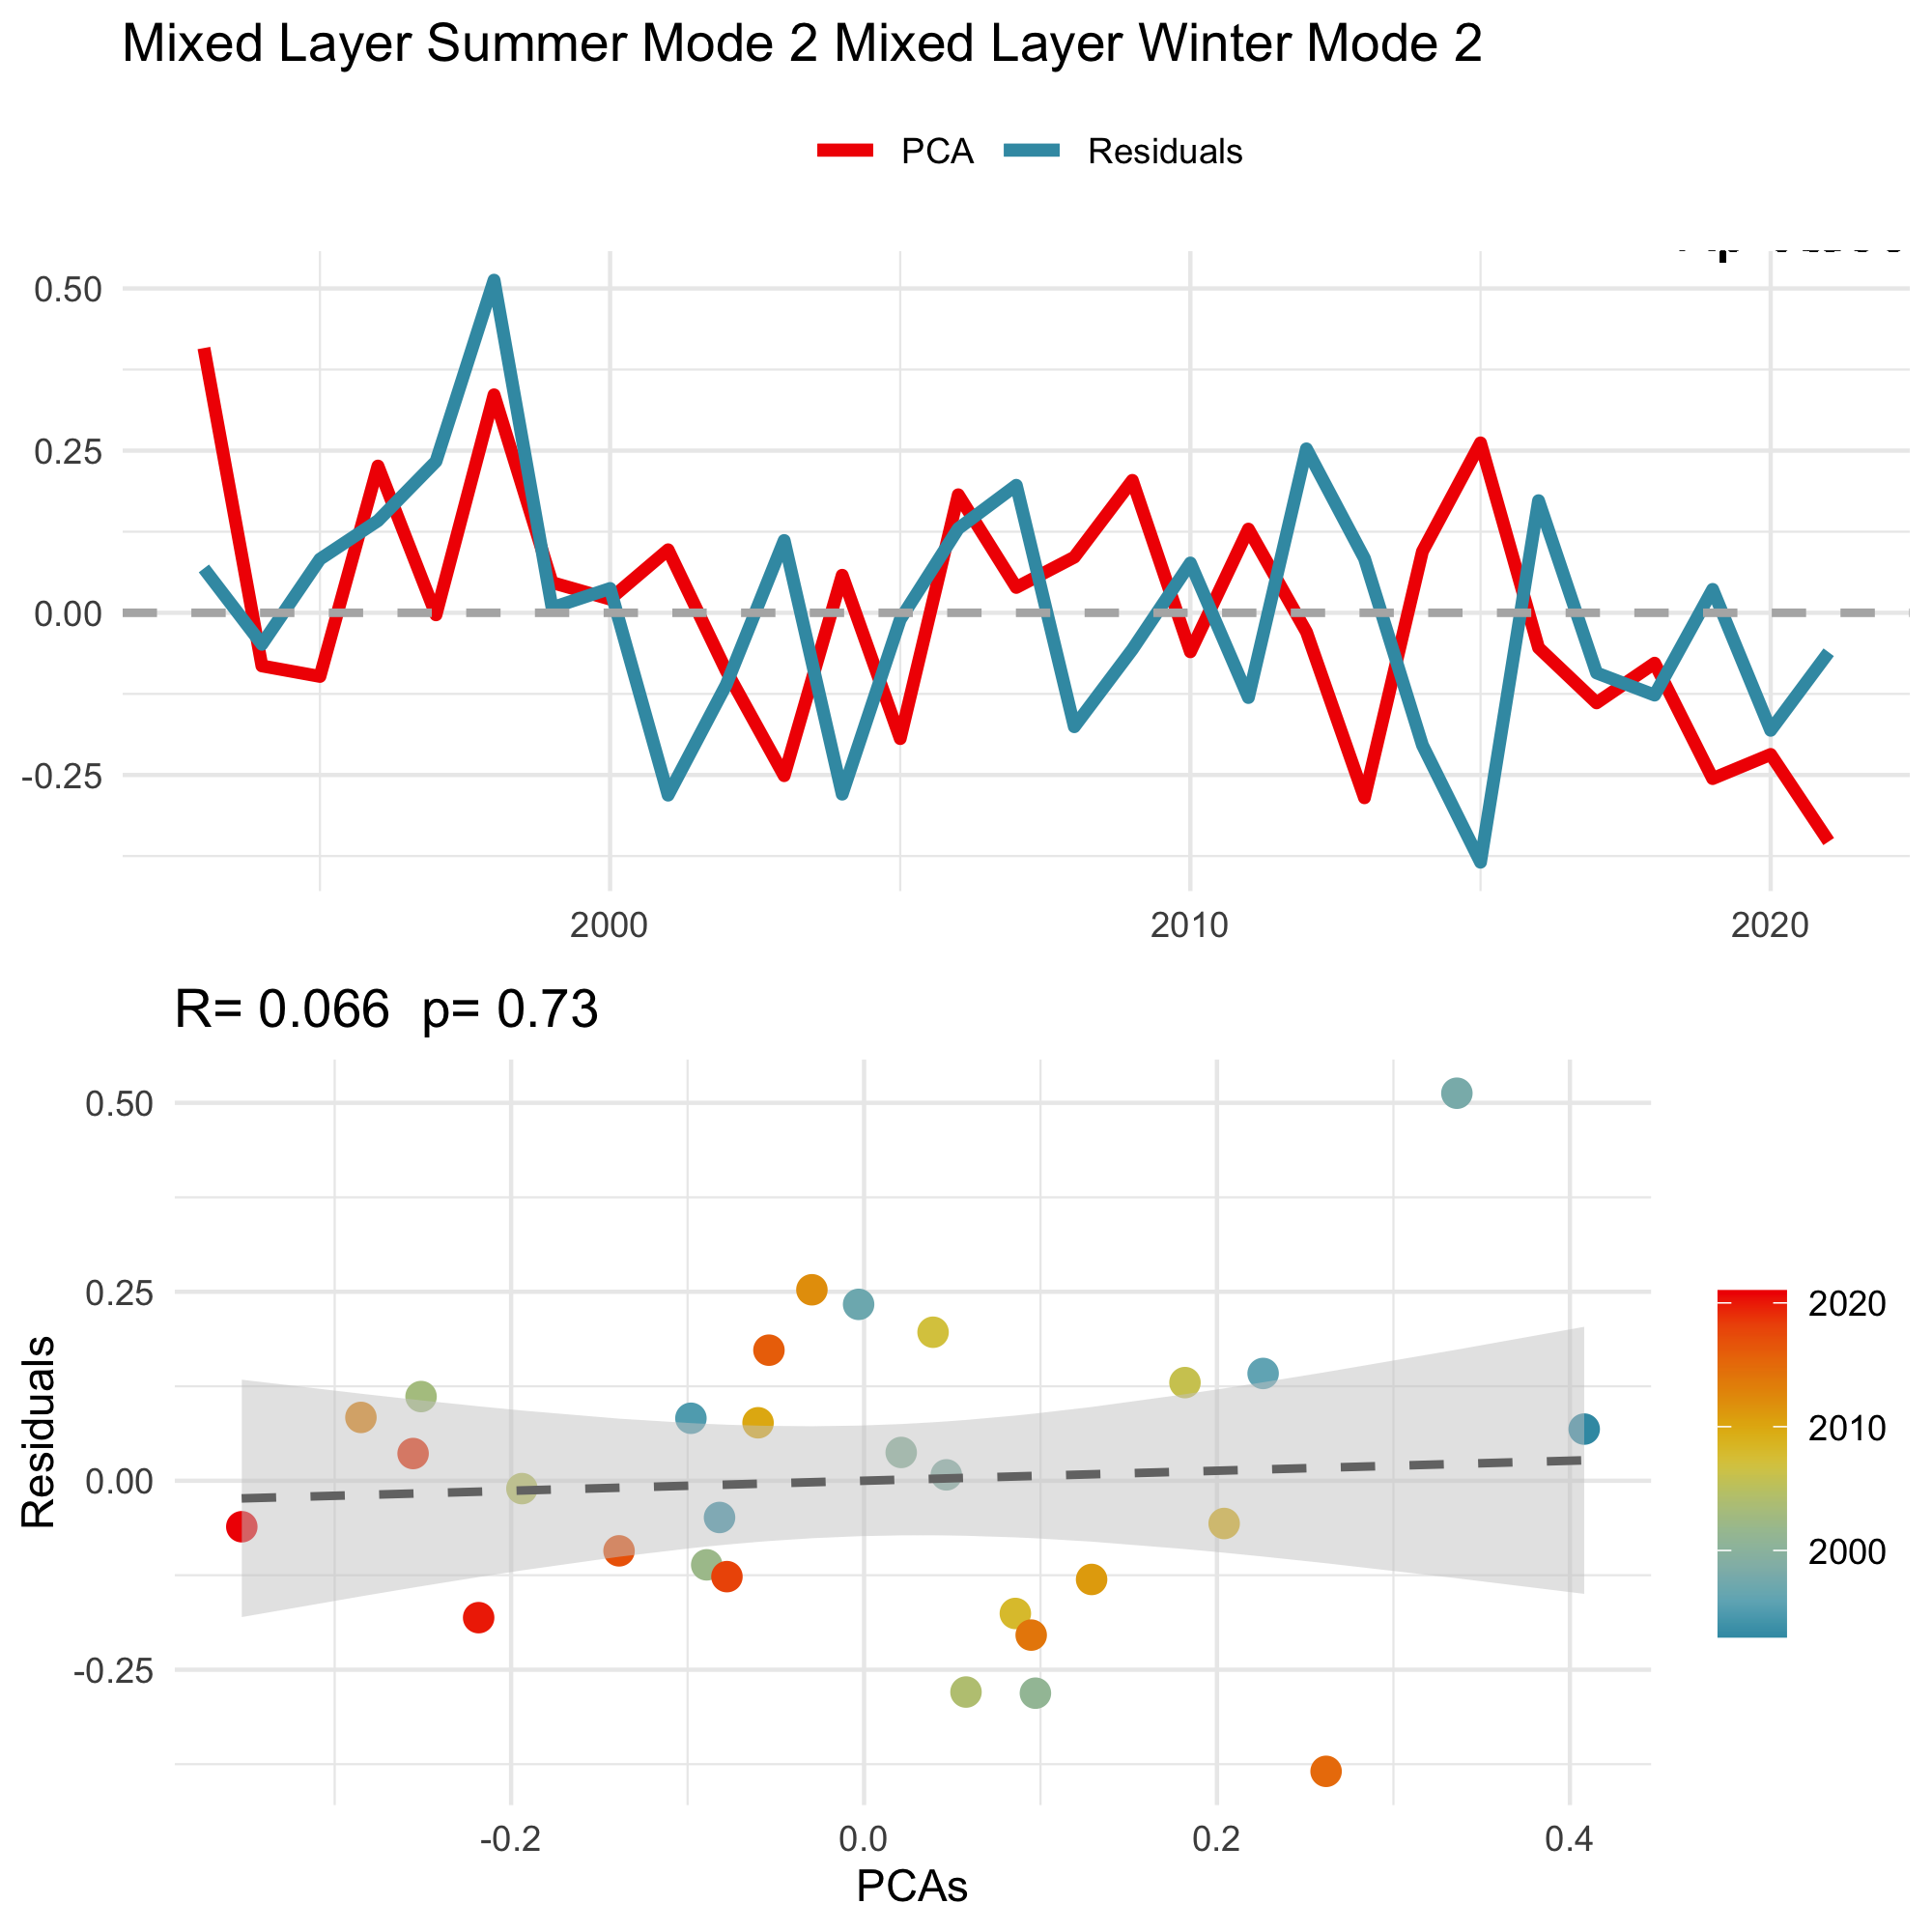 Mixed Layer Summer Mode 2 Mixed Layer Winter Mode 2
PCA Residuals
0.50
0.25
0.00
-0.25
2000 2010 2020
R= 0.066 p= 0.73
Residuals
0.50
0.25
0.00
-0.25
-0.2 0.0 0.2 0.4
PCAs
2020
2010
2000